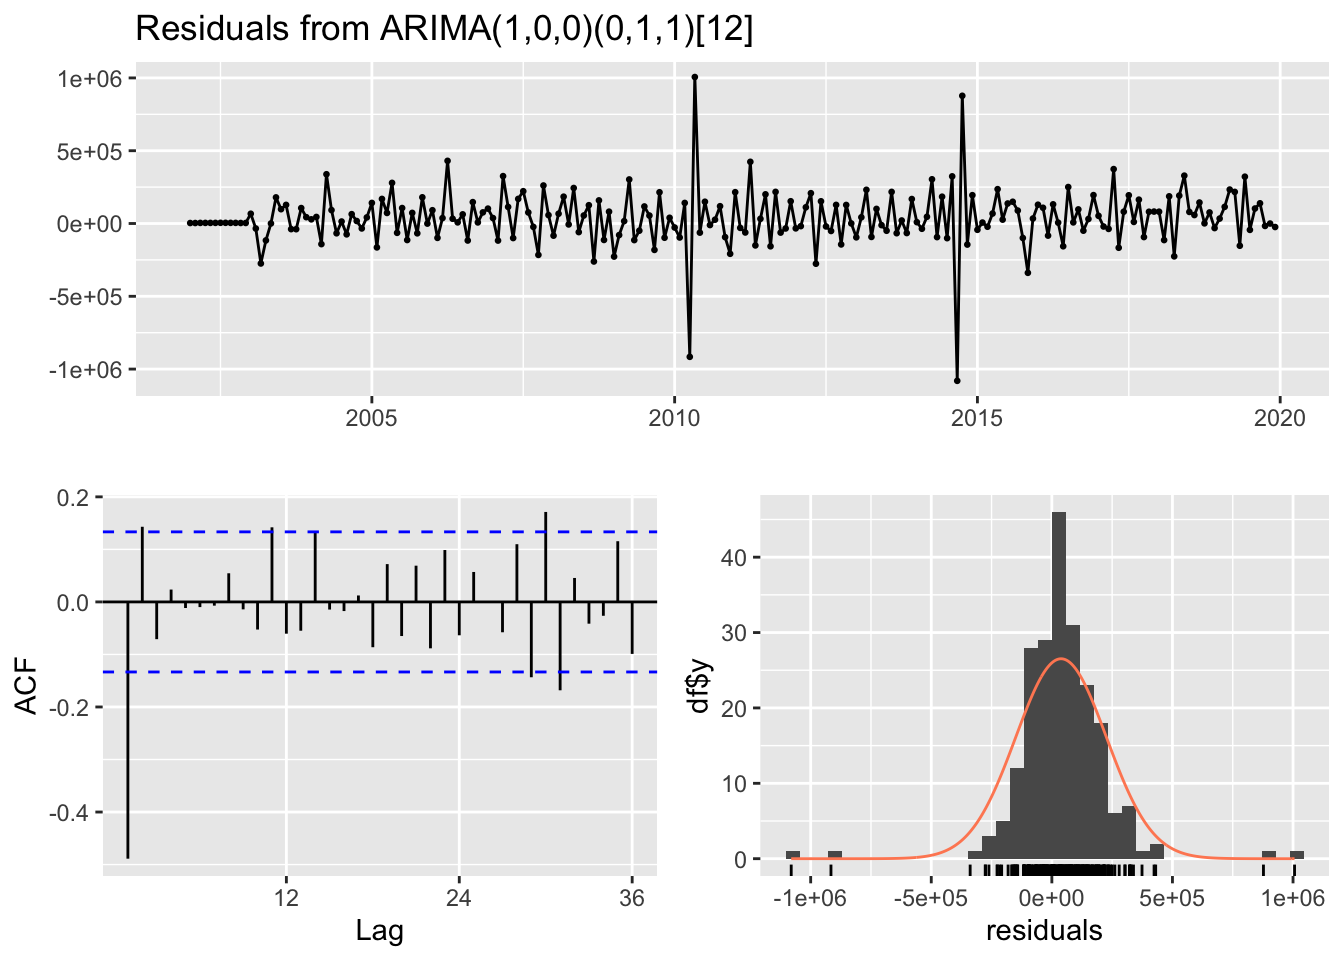 Residuals from ARIMA(1,0,0)(0,1,1)[12]
1e+06
5e+05
0e+00
-5e+05
-1e+06
2005 2010 2015 2020
0.2
0.0
-0.2
-0.4
ACF
12 24 36
Lag
40
30
20
10
0
df$y
-1e+06 -5e+05 0e+00 5e+05 1e+06
residuals